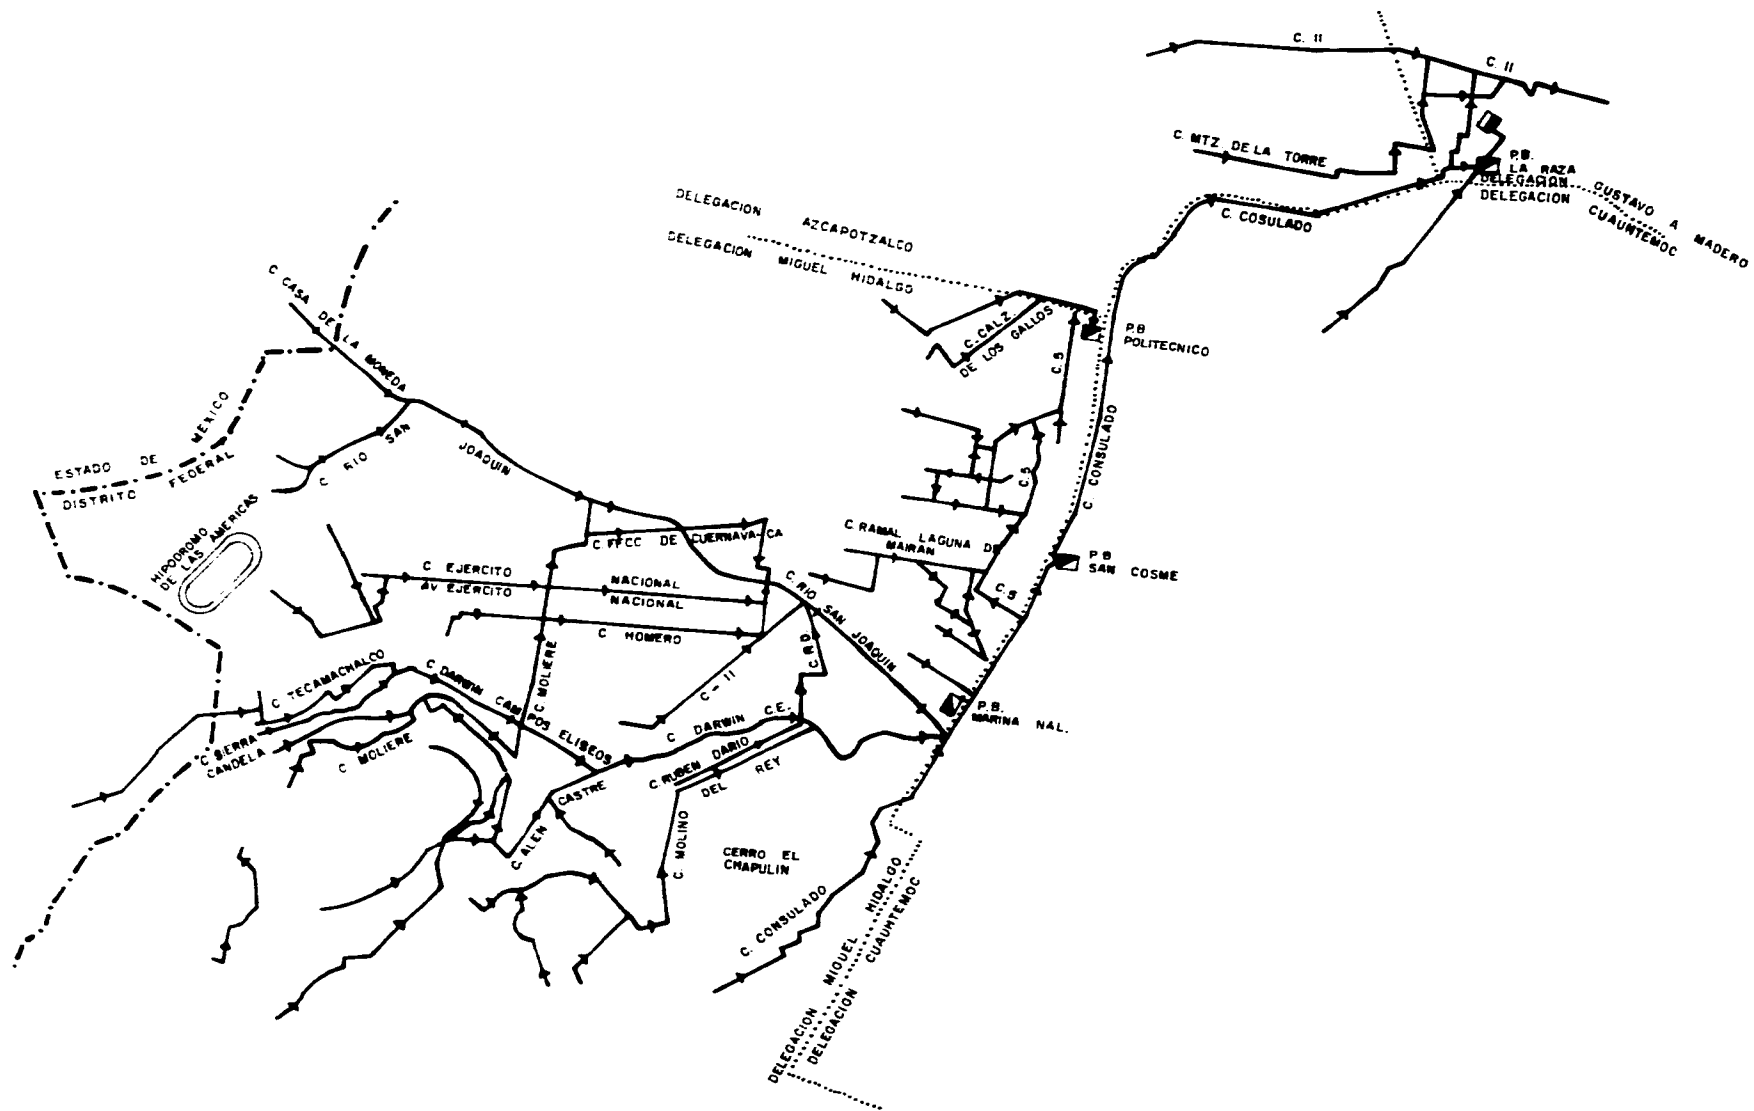 C. 11
C. 11
C. MTZ. DE LA TORRE
P.B.
LA RAZA
DELEGACION GUSTAVO A MADERO
DELEGACION CUAUHTEMOC
C. COSULADO
DELEGACION AZCAPOTZALCO
DELEGACION MIGUEL HIDALGO
C. CALZ.
DE LOS GALLOS
P.B
POLITECNICO
C. 5
C. CONSULADO
C CASA DE LA MONEDA
ESTADO DE MEXICO
DISTRITO FEDERAL
C RIO SAN JOAQUIN
HIPODROMO
DE LAS AMERICAS
C.5
C. RAMAL LAGUNA DE
MAIRAN
P B
SAN COSME
C.5
C. FFCC DE CUERNAVA-CA
C EJERCITO NACIONAL
AV EJERCITO NACIONAL
C HOMERO
C. RIO SAN JOAQUIN
C. MOLIERE
C. R.D.
C - 11
C TECAMACHALCO
C. DARWIN CAMPOS ELISEOS
C SIERRA
CANDELA
C MOLIERE
C DARWIN C.E.
C. RUBEN DARIO
C. MOLINO DEL REY
C. ALEN CASTRE
P.B.
MARINA NAL.
CERRO EL
CHAPULIN
C. CONSULADO
DELEGACION MIGUEL HIDALGO
DELEGACION CUAUHTEMOC